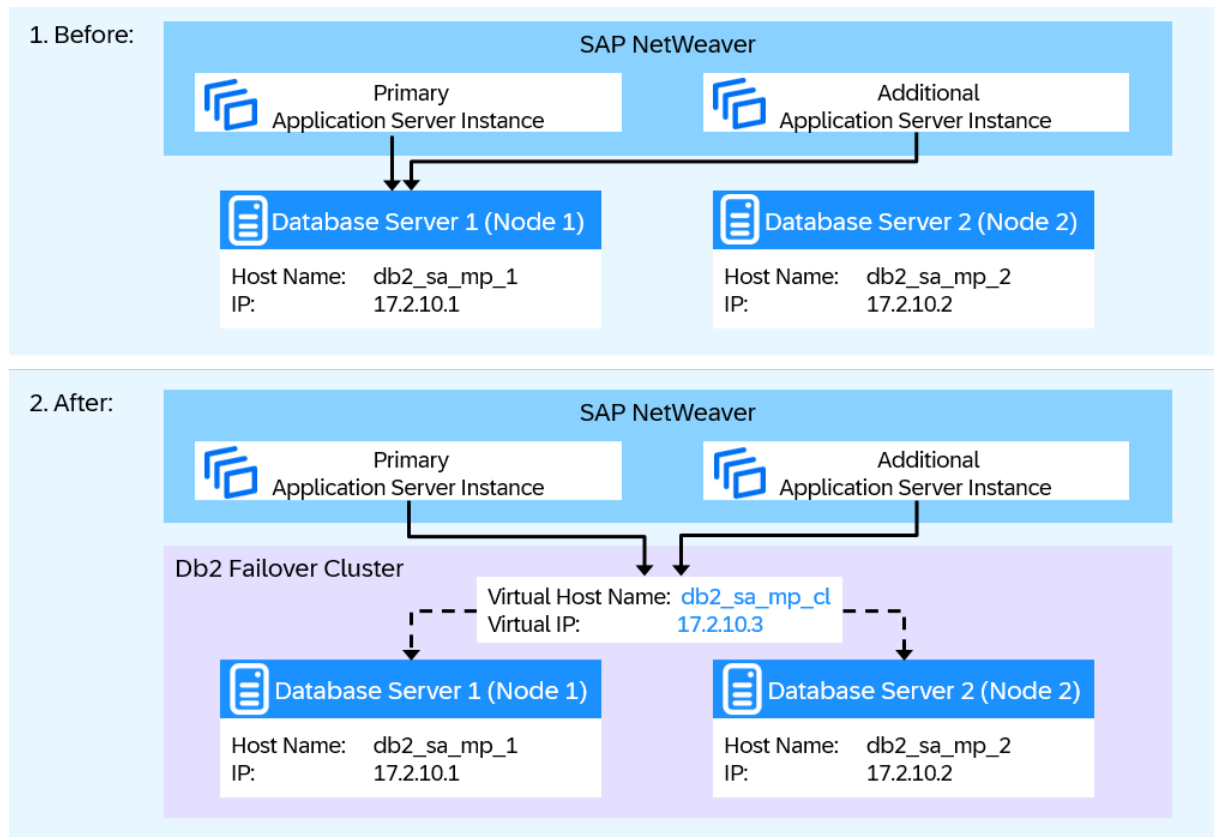 1. Before:
SAP NetWeaver
Primary
Application Server Instance
Additional
Application Server Instance
Database Server 1 (Node 1)
Host Name: db2_sa_mp_1
IP: 17.2.10.1
Database Server 2 (Node 2)
Host Name: db2_sa_mp_2
IP: 17.2.10.2
2. After:
SAP NetWeaver
Primary
Application Server Instance
Additional
Application Server Instance
Db2 Failover Cluster
Virtual Host Name: db2_sa_mp_cl
Virtual IP: 17.2.10.3
Database Server 1 (Node 1)
Host Name: db2_sa_mp_1
IP: 17.2.10.1
Database Server 2 (Node 2)
Host Name: db2_sa_mp_2
IP: 17.2.10.2